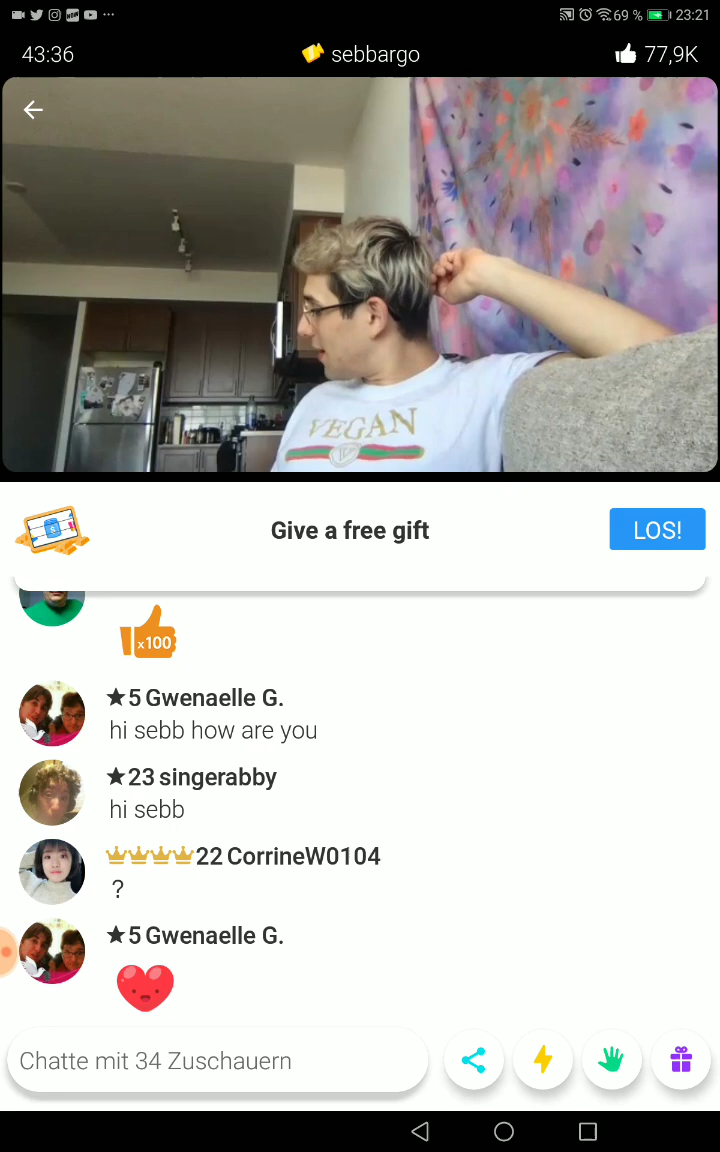 69 % 23:21
43:36 sebbargo 77,9K
VEGAN
Give a free gift LOS!
x100
5 Gwenaelle G.
hi sebb how are you
23 singerabby
hi sebb
22 CorrineW0104
?
5 Gwenaelle G.
Chatte mit 34 Zuschauern